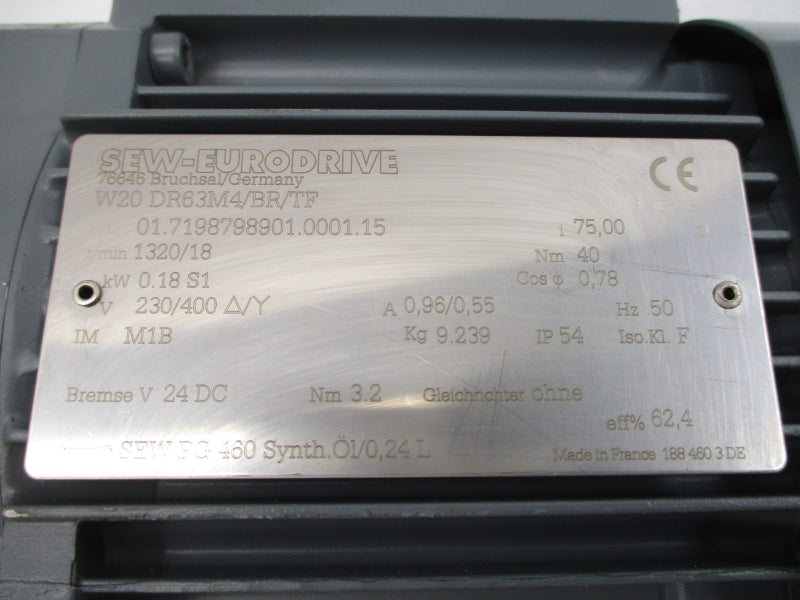 SEW-EURODRIVE CE
76646 Bruchsal/Germany
W20 DR63M4/BR/TF
01.7198798901.0001.15 i 75,00
r/min 1320/18 Nm 40
kW 0.18 S1 Cos φ 0,78
V 230/400 Δ/Y A 0,96/0,55 Hz 50
IM M1B Kg 9.239 IP 54 Iso.Kl. F
Bremse V 24 DC Nm 3.2 Gleichrichter ohne
eff% 62,4
SEW PG 460 Synth.Öl/0,24 L Made in France 188 460 3 DE